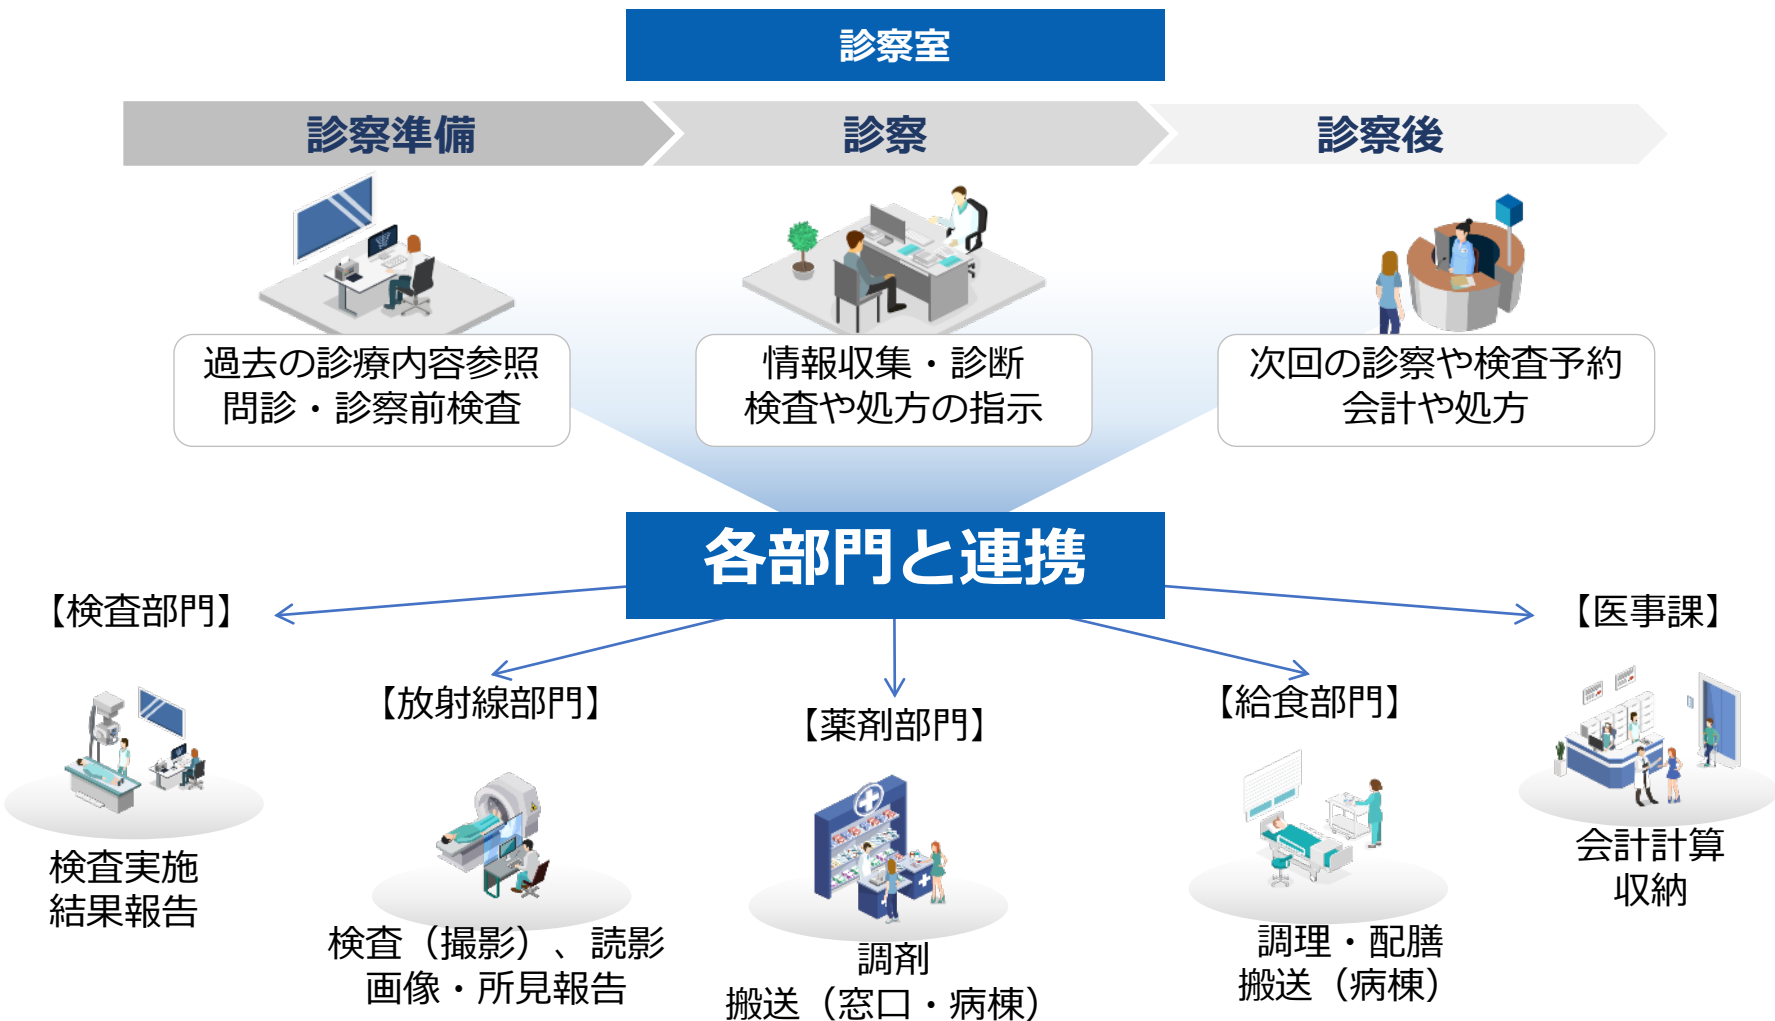 診察室
診察準備
診察
診察後
過去の診療内容参照
問診・診察前検査
情報収集・診断
検査や処方の指示
次回の診察や検査予約
会計や処方
各部門と連携
【検査部門】
検査実施
結果報告
【放射線部門】
検査（撮影）、読影
画像・所見報告
【薬剤部門】
調剤
搬送（窓口・病棟）
【給食部門】
調理・配膳
搬送（病棟）
【医事課】
会計計算
収納